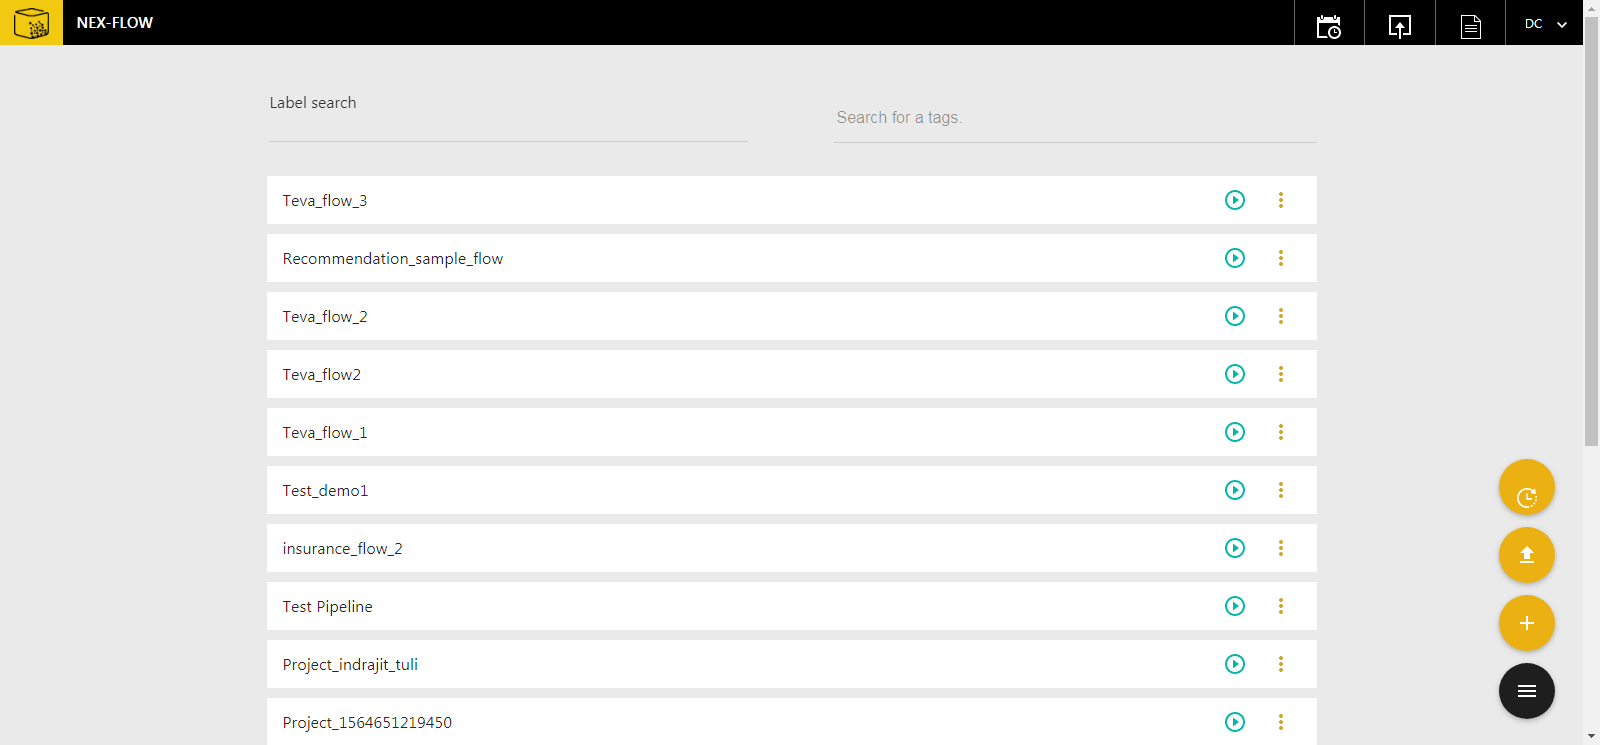 NEX-FLOW
DC
Label search
Search for a tags.
Teva_flow_3
Recommendation_sample_flow
Teva_flow_2
Teva_flow2
Teva_flow_1
Test_demo1
insurance_flow_2
Test Pipeline
Project_indrajit_tuli
Project_1564651219450